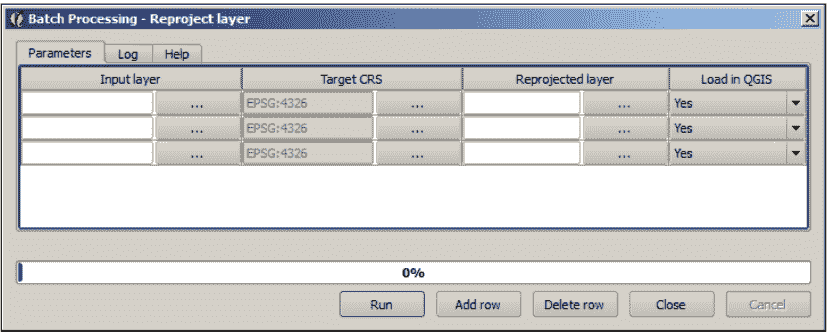 Batch Processing - Reproject layer
Parameters Log Help
Input layer Target CRS Reprojected layer Load in QGIS
... EPSG:4326 ... ... Yes
... EPSG:4326 ... ... Yes
... EPSG:4326 ... ... Yes
0%
Run Add row Delete row Close Cancel